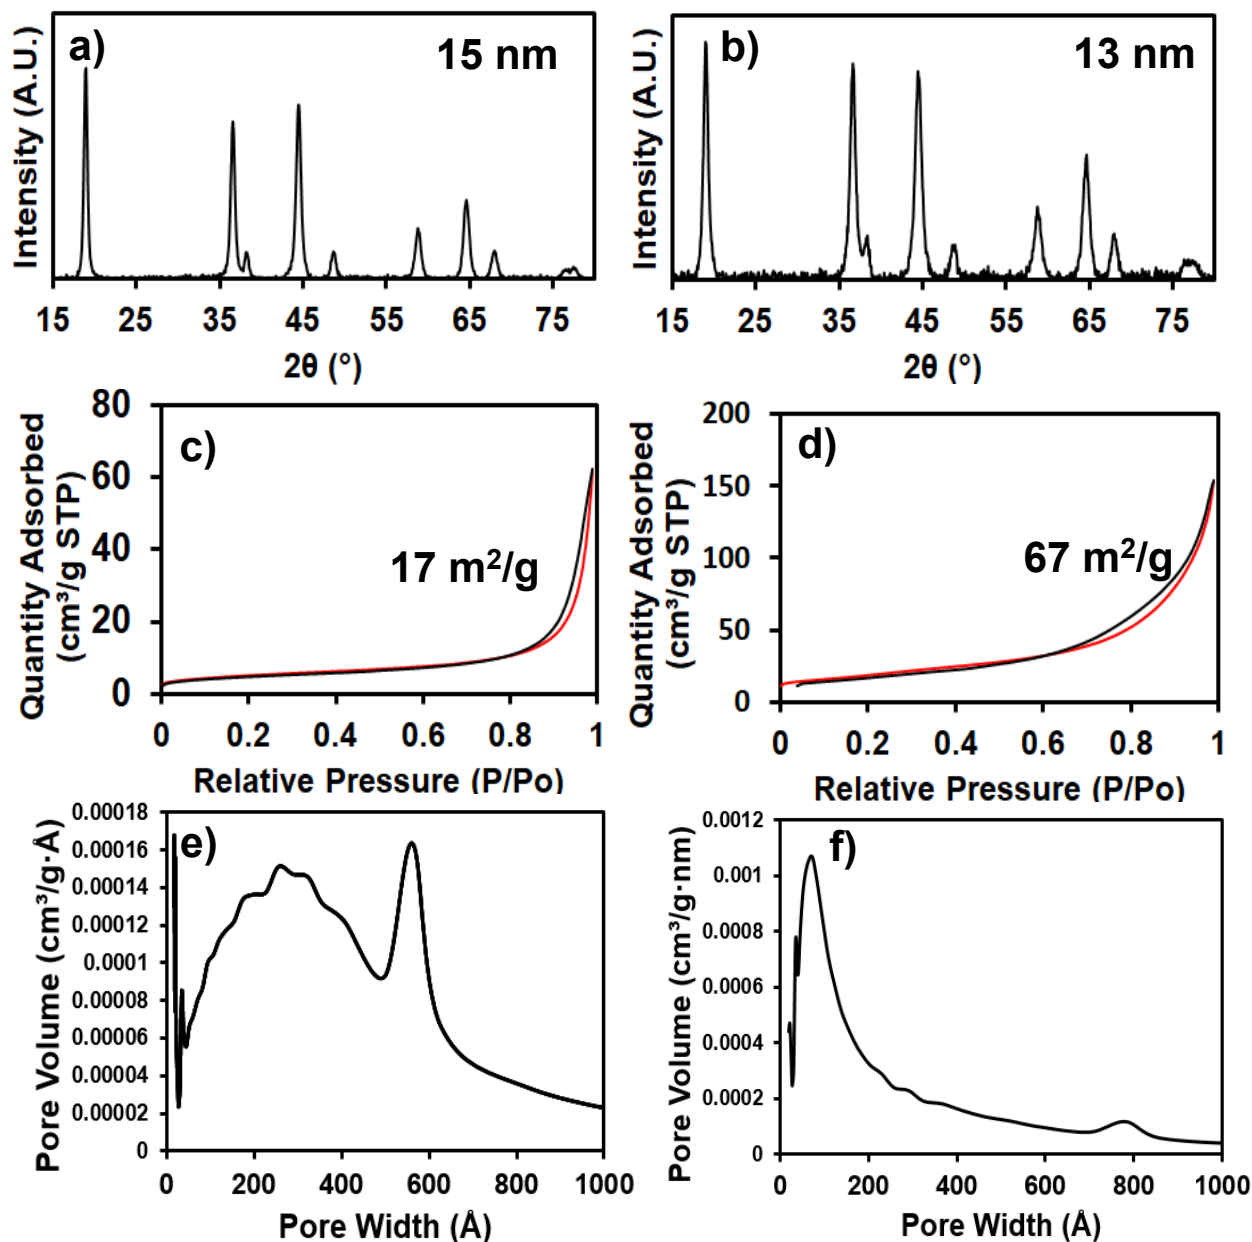 a)
15 nm
Intensity (A.U.)
15 25 35 45 55 65 75
2θ (°)
b)
13 nm
Intensity (A.U.)
15 25 35 45 55 65 75
2θ (°)
c)
17 m²/g
Quantity Adsorbed
(cm³/g STP)
80
60
40
20
0
0 0.2 0.4 0.6 0.8 1
Relative Pressure (P/Po)
d)
67 m²/g
Quantity Adsorbed
(cm³/g STP)
200
150
100
50
0
0 0.2 0.4 0.6 0.8 1
Relative Pressure (P/Po)
e)
Pore Volume (cm³/g·Å)
0.00018
0.00016
0.00014
0.00012
0.0001
0.00008
0.00006
0.00004
0.00002
0
0 200 400 600 800 1000
Pore Width (Å)
f)
Pore Volume (cm³/g·nm)
0.0012
0.001
0.0008
0.0006
0.0004
0.0002
0
0 200 400 600 800 1000
Pore Width (Å)